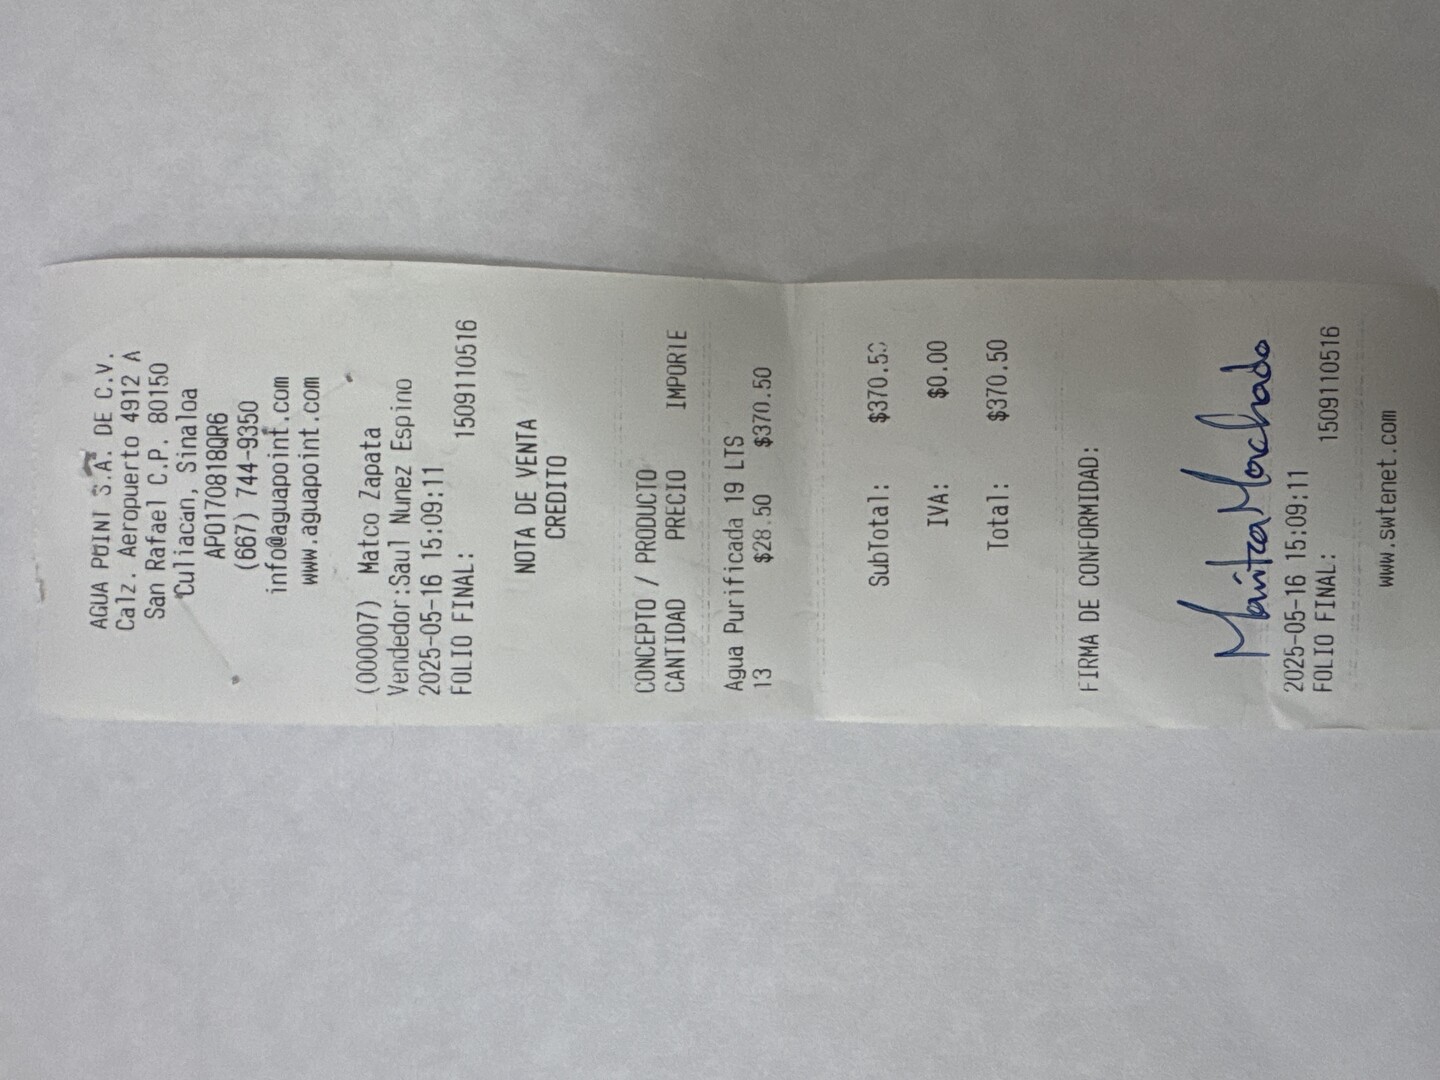 AGUA POINT S.A. DE C.V.
Calz. Aeropuerto 4912 A
San Rafael C.P. 80150
Culiacan, Sinaloa
APO170818QR6
(667) 744-9350
info@aguapoint.com
www.aguapoint.com
(000007) Matco Zapata
Vendedor:Saul Nunez Espino
2025-05-16 15:09:11
FOLIO FINAL: 1509110516
NOTA DE VENTA
CREDITO
CONCEPTO / PRODUCTO
CANTIDAD PRECIO IMPORTE
Agua Purificada 19 LTS
13 $28.50 $370.50
SubTotal: $370.50
IVA: $0.00
Total: $370.50
FIRMA DE CONFORMIDAD:
Maritza Machado
2025-05-16 15:09:11
FOLIO FINAL: 1509110516
www.swtenet.com